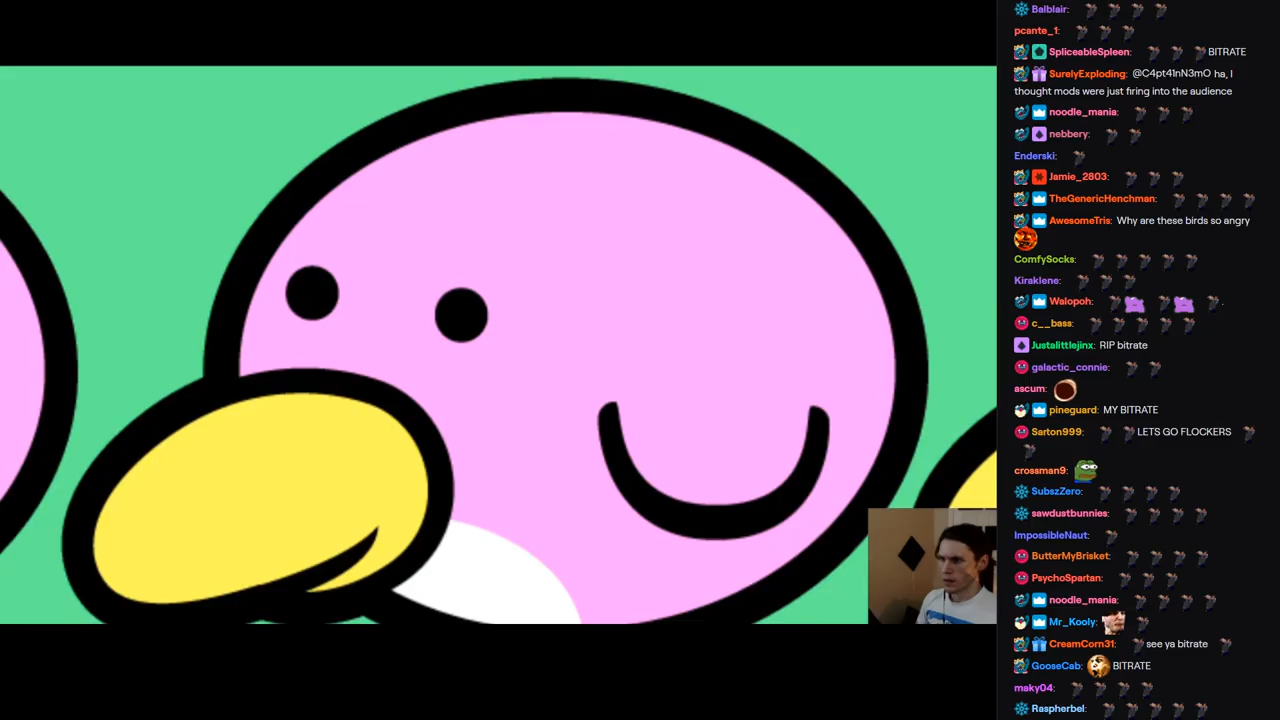 Balblair:
pcante_1:
SpliceableSpleen: BITRATE
SurelyExploding: @C4pt41nN3mO ha, I
thought mods were just firing into the audience
noodle_mania:
nebbery:
Enderski:
Jamie_2803:
TheGenericHenchman:
AwesomeTris: Why are these birds so angry
ComfySocks:
Kiraklene:
Walopoh: .
c__bass:
Justalittlejinx: RIP bitrate
galactic_connie:
ascum:
pineguard: MY BITRATE
Sarton999: LETS GO FLOCKERS
crossman9:
SubszZero:
sawdustbunnies:
ImpossibleNaut:
ButterMyBrisket:
PsychoSpartan:
noodle_mania:
Mr_Kooly:
CreamCorn31: see ya bitrate
GooseCab: BITRATE
maky04:
Raspherbel: